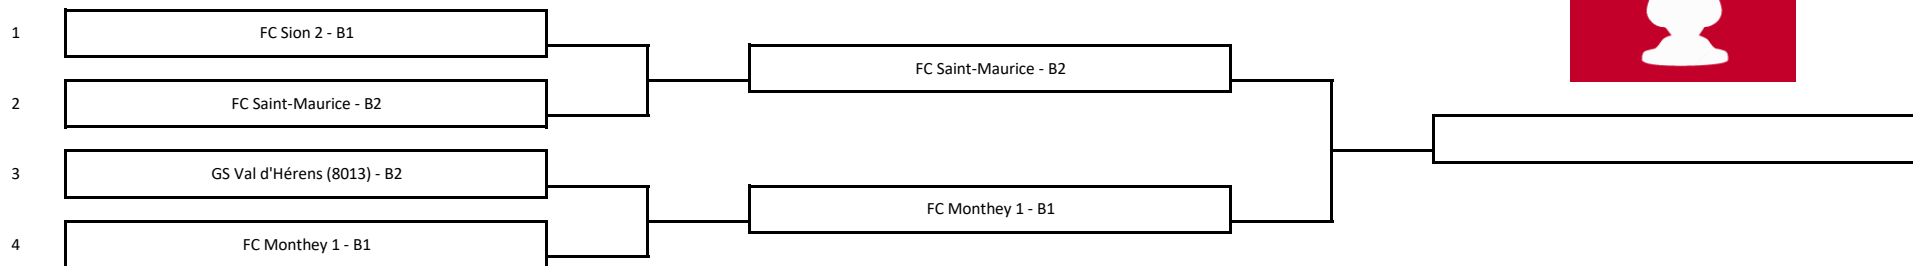 1
FC Sion 2 - B1
2
FC Saint-Maurice - B2
3
GS Val d'Hérens (8013) - B2
4
FC Monthey 1 - B1
FC Saint-Maurice - B2
FC Monthey 1 - B1